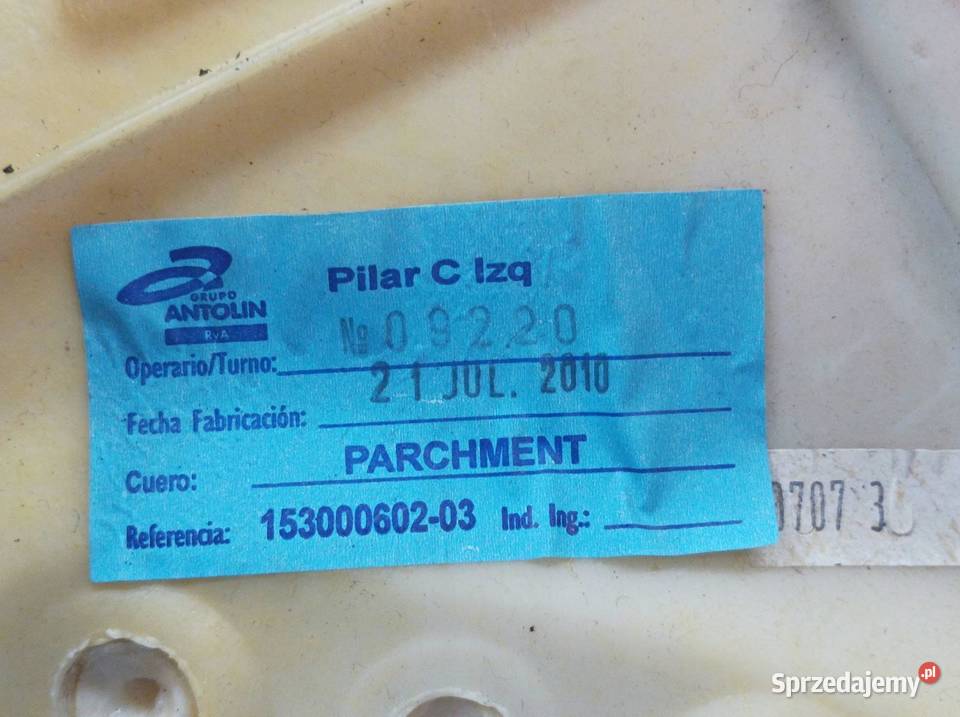 GRUPO
ANTOLIN
RyA
Pilar C Izq
№ 09220
Operario/Turno:
21 JUL. 2010
Fecha Fabricación:
Cuero: PARCHMENT
Referencia: 153000602-03 Ind. Ing.:
0707 3
Sprzedajemy.pl